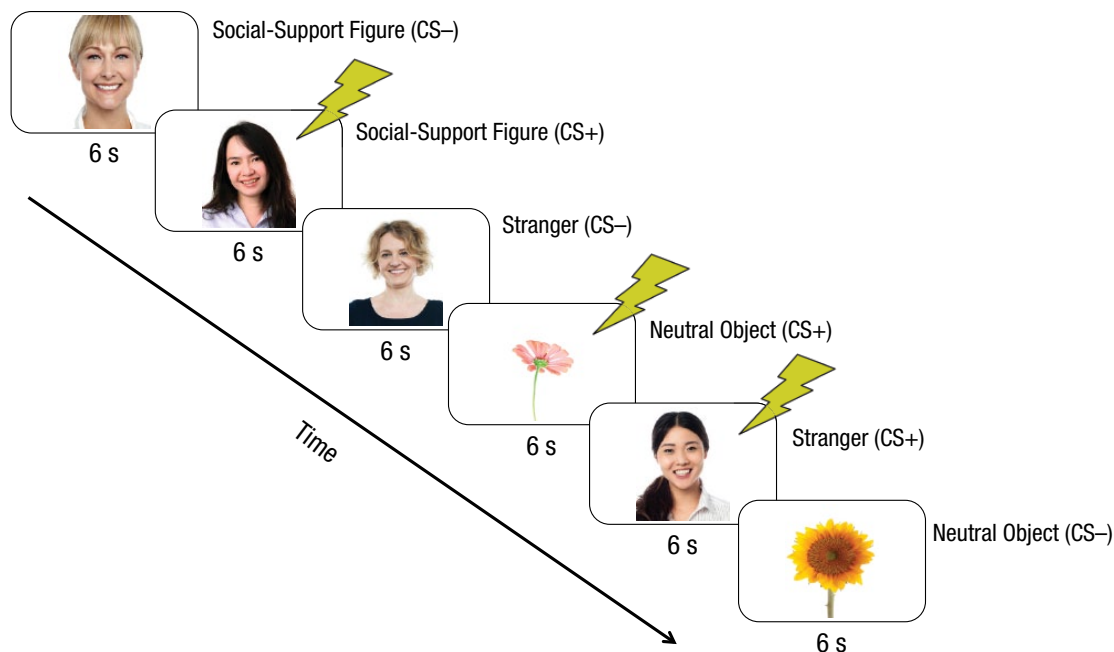 Social-Support Figure (CS–)
6 s
Social-Support Figure (CS+)
6 s
Stranger (CS–)
6 s
Neutral Object (CS+)
6 s
Stranger (CS+)
6 s
Neutral Object (CS–)
6 s
Time